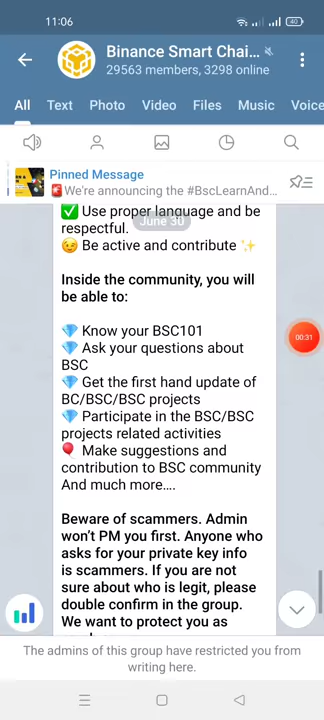 11:06
40
Binance Smart Chai...
29563 members, 3298 online
All Text Photo Video Files Music Voice
Pinned Message
🚨We're announcing the #BscLearnAnd...
✅ Use proper language and be
respectful.
June 30
😉 Be active and contribute ✨
Inside the community, you will
be able to:
💎 Know your BSC101
💎 Ask your questions about
BSC
💎 Get the first hand update of
BC/BSC/BSC projects
💎 Participate in the BSC/BSC
projects related activities
🎈 Make suggestions and
contribution to BSC community
And much more....
Beware of scammers. Admin
won't PM you first. Anyone who
asks for your private key info
is scammers. If you are not
sure about who is legit, please
double confirm in the group.
We want to protect you as
00:31
The admins of this group have restricted you from
writing here.